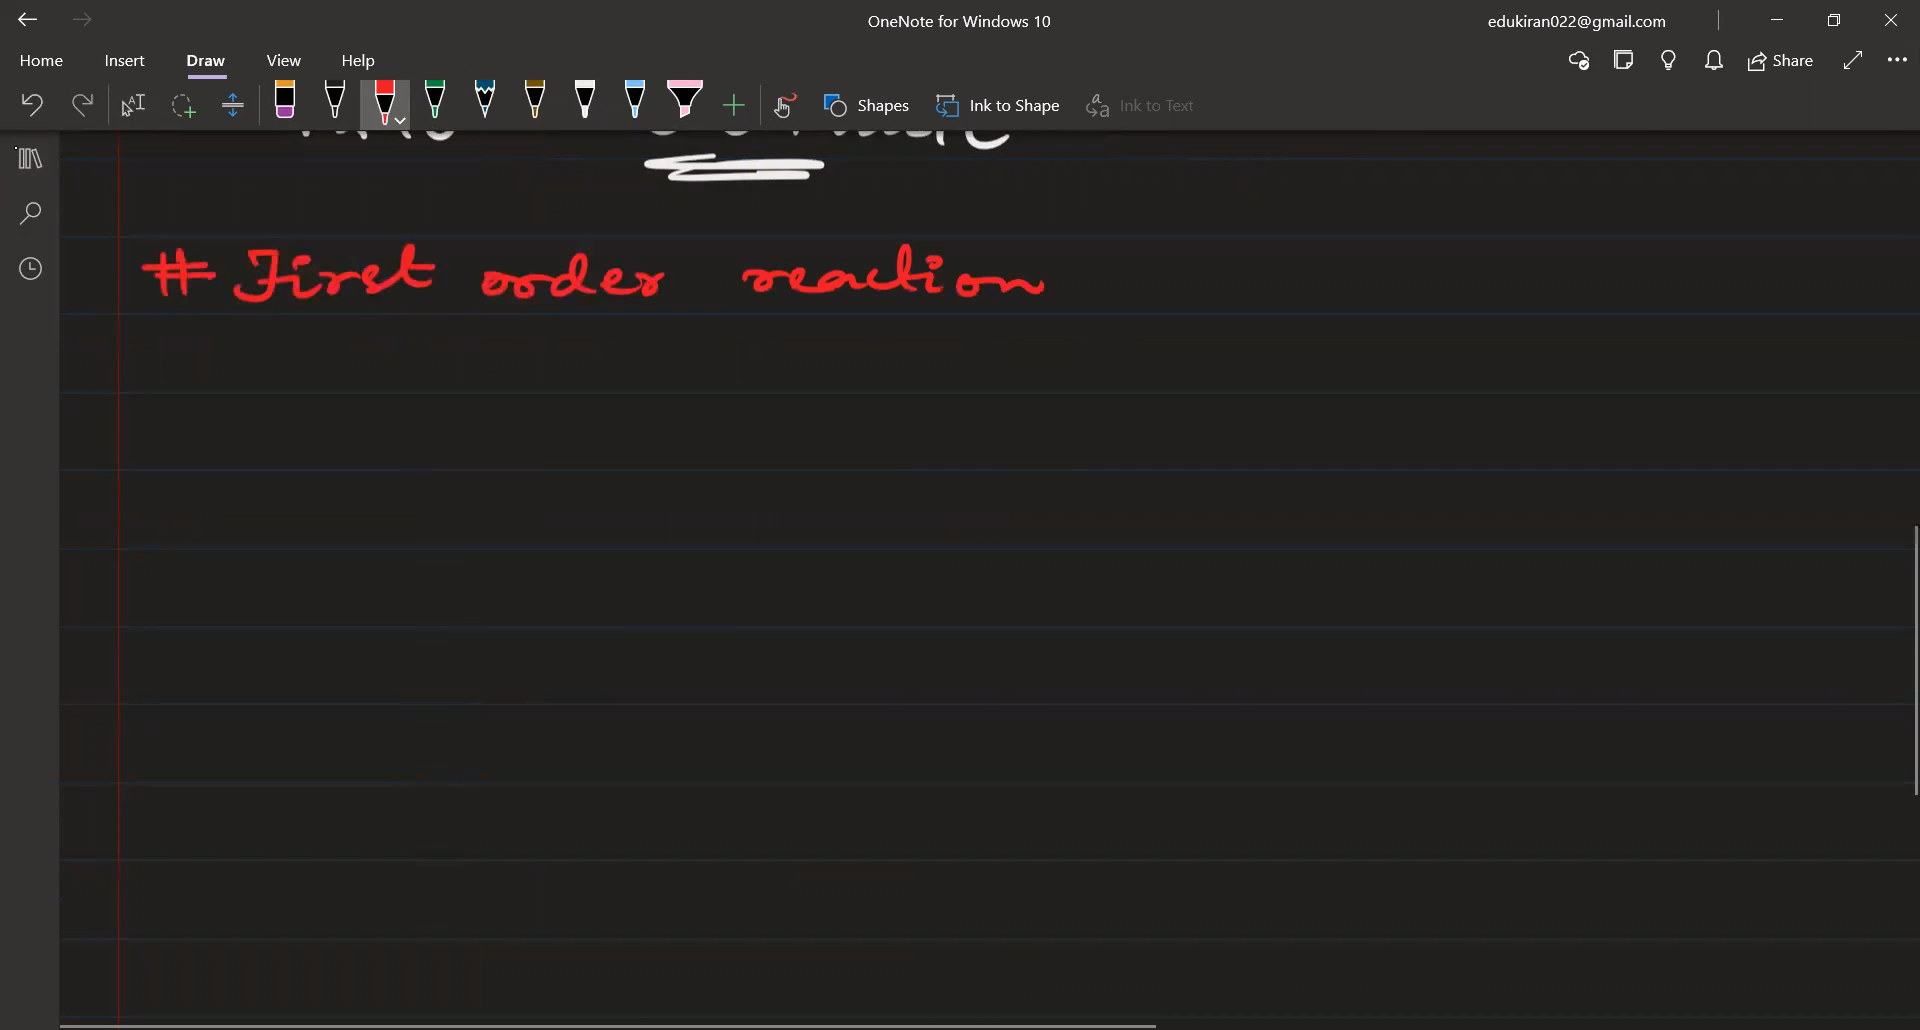 OneNote for Windows 10
edukiran022@gmail.com
Home Insert Draw View Help
Share
Shapes Ink to Shape Ink to Text
# First order reaction